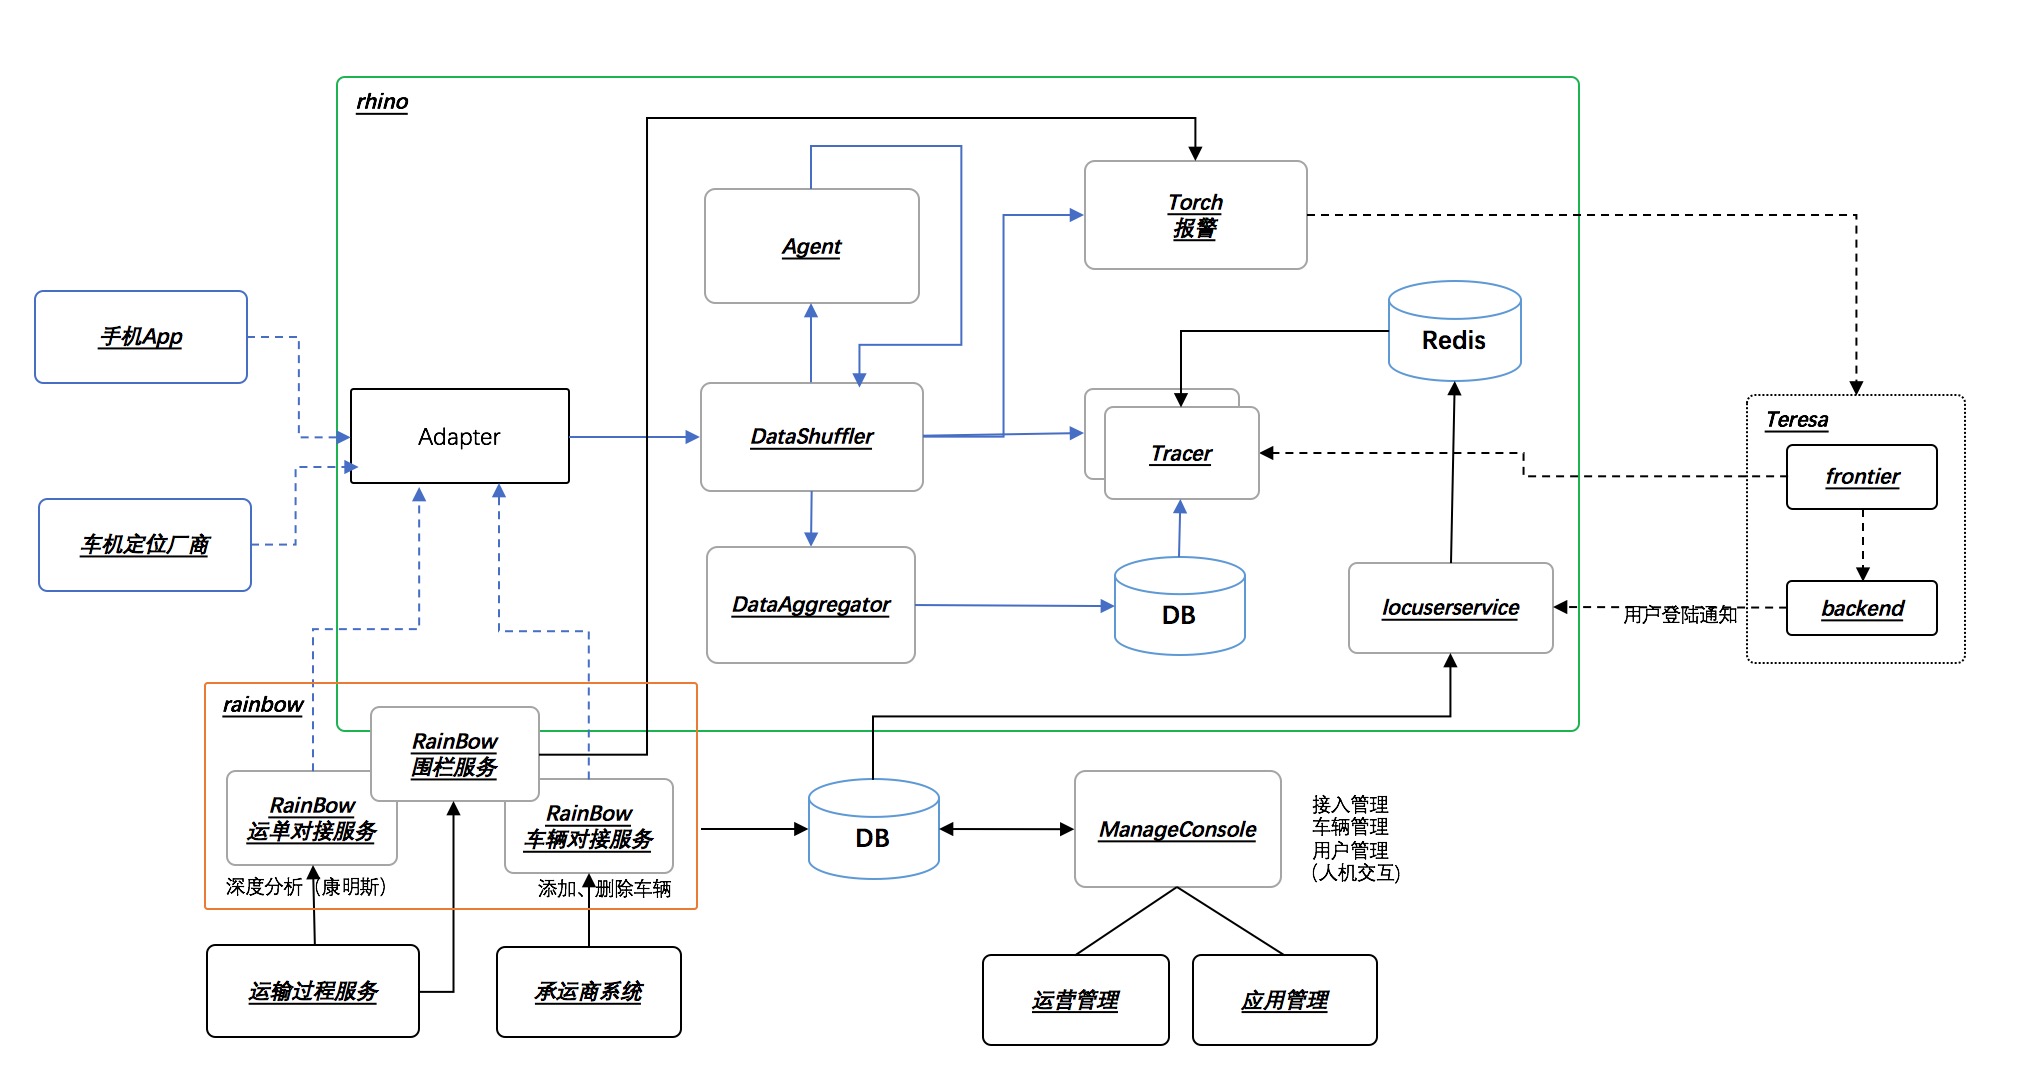 rhino
Torch
报警
Agent
手机App
Redis
Adapter
DataShuffler
Tracer
Teresa
frontier
车机定位厂商
DataAggregator
DB
locuserservice
用户登陆通知
backend
rainbow
RainBow
围栏服务
RainBow
运单对接服务
RainBow
车辆对接服务
深度分析（康明斯）
添加、删除车辆
DB
ManageConsole
接入管理
车辆管理
用户管理
(人机交互)
运输过程服务
承运商系统
运营管理
应用管理